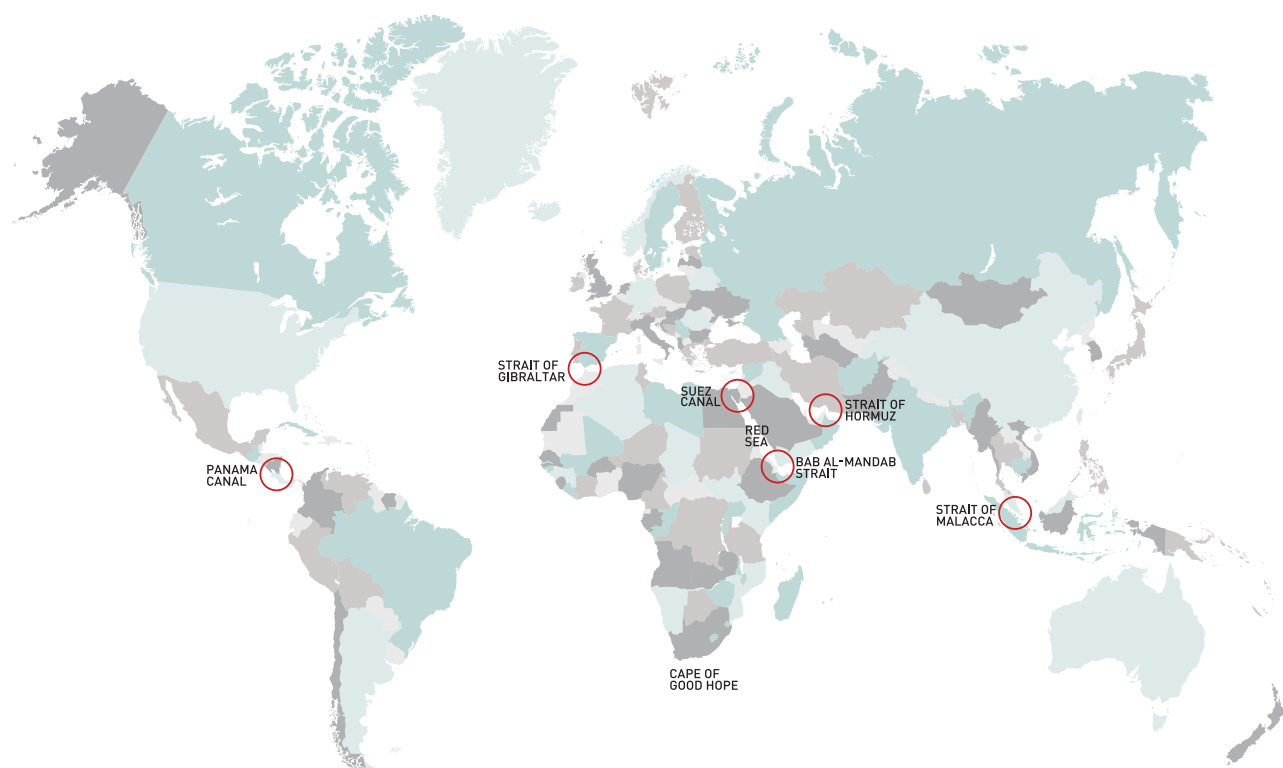 STRAIT OF
GIBRALTAR
SUEZ
CANAL
STRAIT OF
HORMUZ
RED
SEA
PANAMA
CANAL
BAB AL-MANDAB
STRAIT
STRAIT OF
MALACCA
CAPE OF
GOOD HOPE